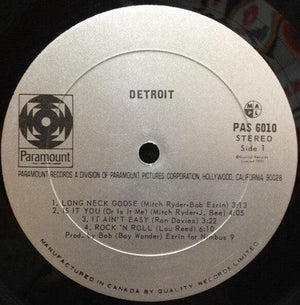 DETROIT
Paramount
PAS 6010
STEREO
Side 1
PARAMOUNT RECORDS A DIVISION OF PARAMOUNT PICTURES CORPORATION, HOLLYWOOD, CALIFORNIA 90028
1. LONG NECK GOOSE (Mitch Ryder-Bob Ezrin) 3:13
2. IS IT YOU (Or Is It Me) (Mitch Ryder-J. Bee) 4:05
3. IT AIN'T EASY (Ron Davies)
4. ROCK 'N ROLL (Lou Reed) 6:10
Prod by Bob (Boy Wonder) Ezrin for Nimbus 9
MANUFACTURED IN CANADA BY QUALITY RECORDS LIMITED